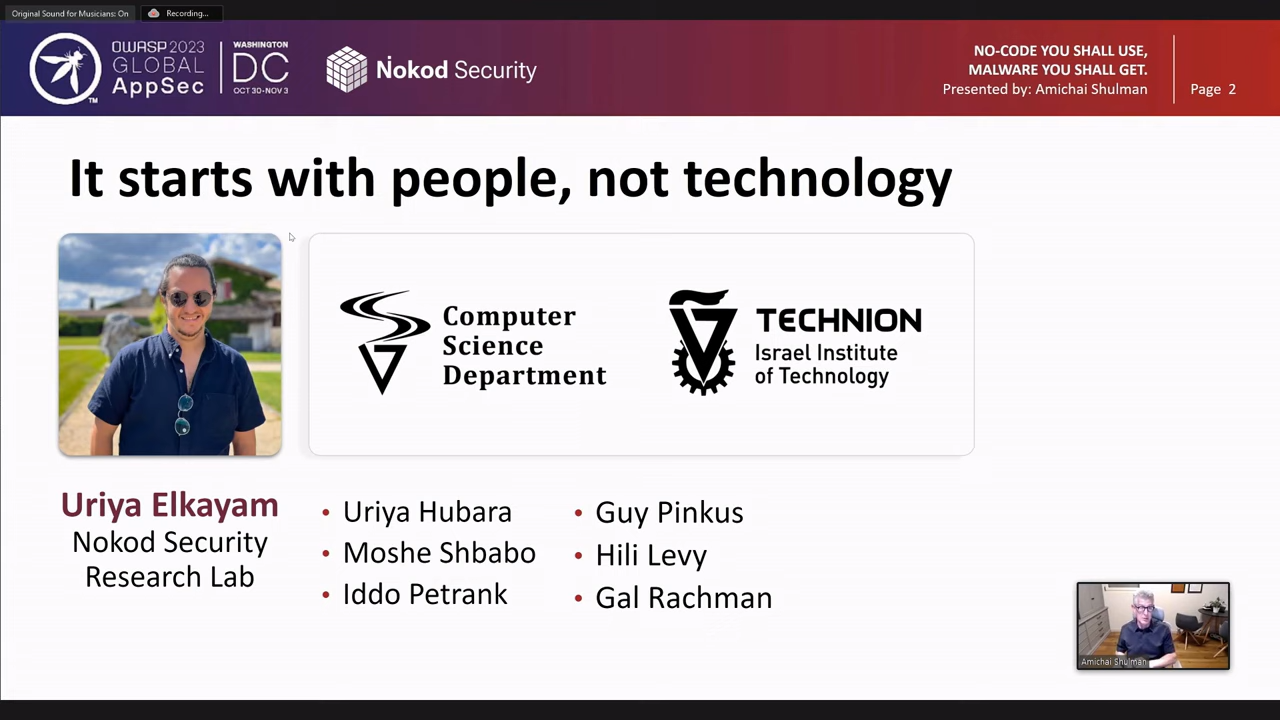 Original Sound for Musicians: On
Recording...
OWASP 2023
GLOBAL
AppSec
TM
WASHINGTON
DC
OCT 30-NOV 3
Nokod Security
NO-CODE YOU SHALL USE,
MALWARE YOU SHALL GET.
Presented by: Amichai Shulman
Page 2
It starts with people, not technology
Computer
Science
Department
TECHNION
Israel Institute
of Technology
Uriya Elkayam
Nokod Security
Research Lab
• Uriya Hubara
• Moshe Shbabo
• Iddo Petrank
• Guy Pinkus
• Hili Levy
• Gal Rachman
Amichai Shulman